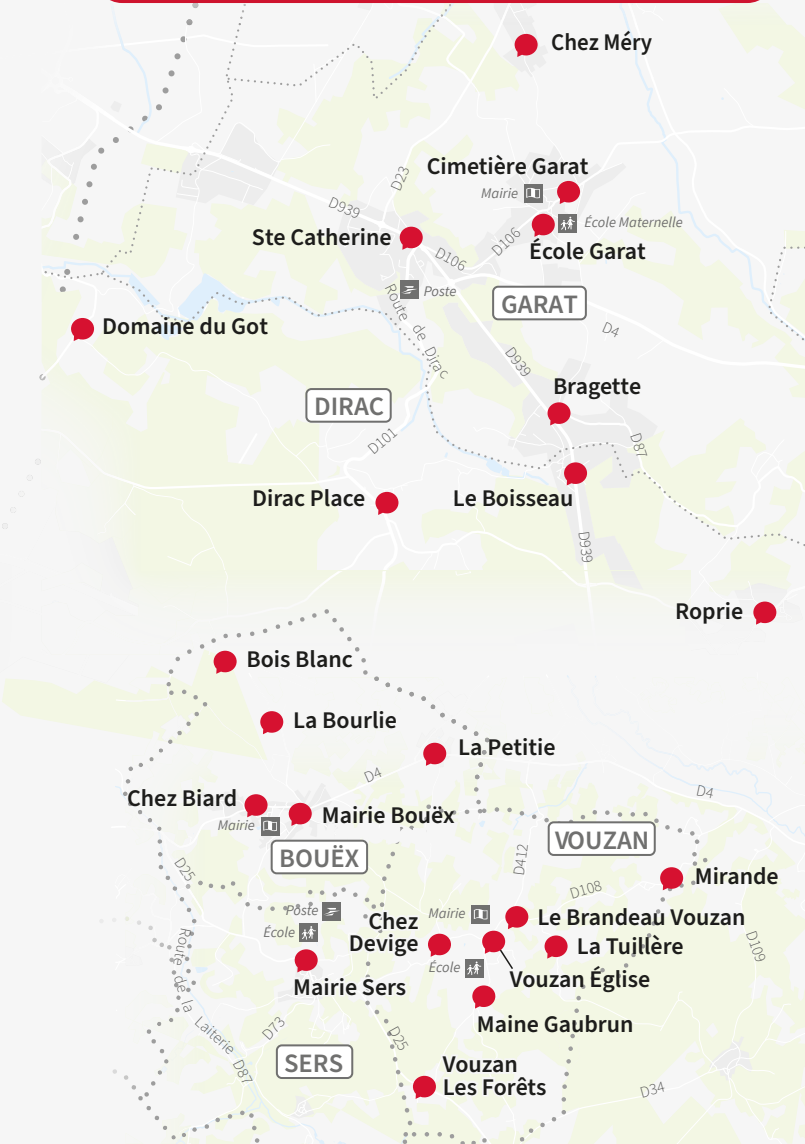 Chez Méry
Cimetière Garat
Mairie
D23
D939
École Maternelle
Ste Catherine
D106
D106
École Garat
Poste
GARAT
Route de Dirac
D4
Domaine du Got
D939
Bragette
DIRAC
D101
D87
Dirac Place
Le Boisseau
D939
Roprie
Bois Blanc
La Bourlie
La Petitie
D4
D4
Chez Biard
Mairie Bouëx
Mairie
BOUËX
VOUZAN
D412
D25
Mirande
D108
Poste
École
Chez
Devige
Mairie
Le Brandeau Vouzan
La Tuillère
D109
Route de la Laiterie
École
Vouzan Église
Mairie Sers
Maine Gaubrun
D73
D25
SERS
D87
Vouzan
Les Forêts
D34